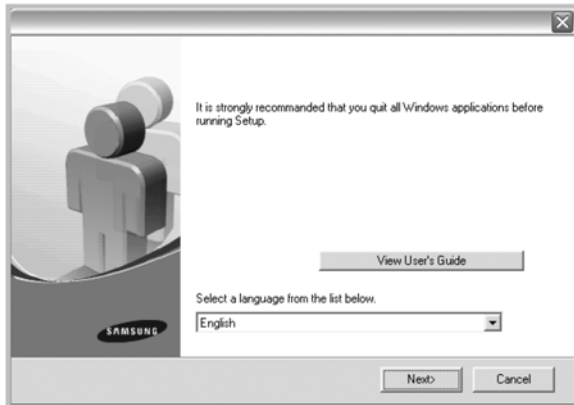 It is strongly recommanded that you quit all Windows applications before
running Setup.
View User's Guide
Select a language from the list below.
English
SAMSUNG
Next>
Cancel